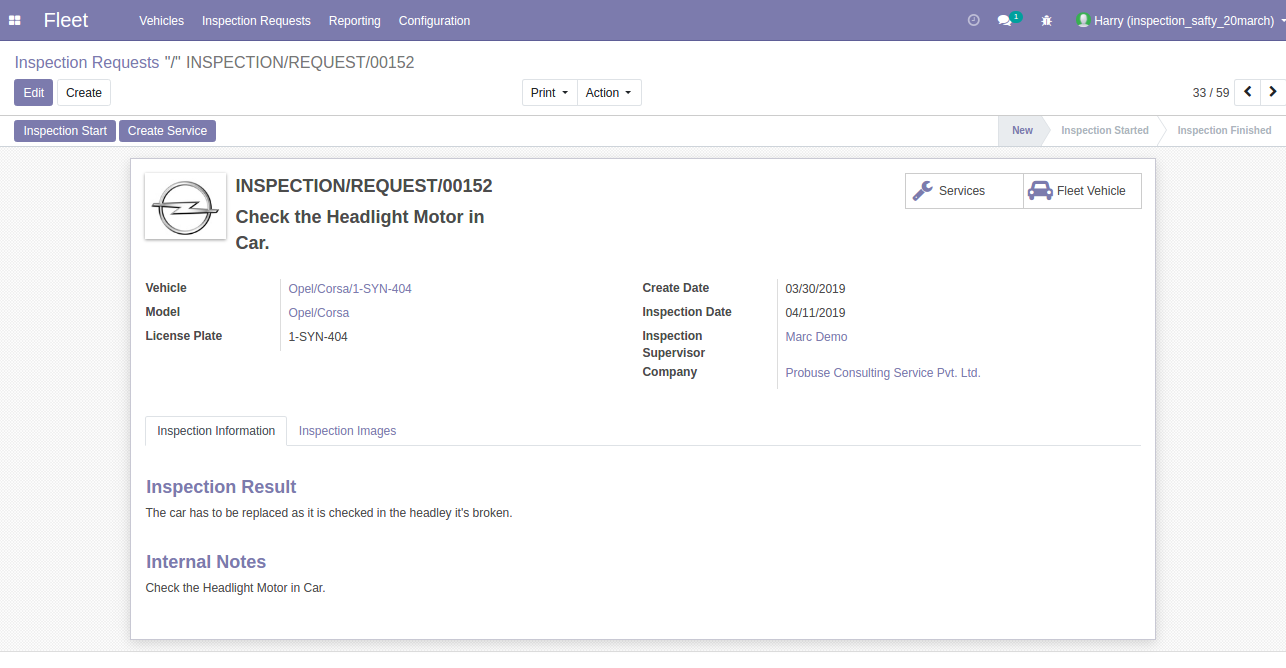 Fleet Vehicles Inspection Requests Reporting Configuration 1 Harry (inspection_safty_20march)
Inspection Requests "/" INSPECTION/REQUEST/00152
Edit Create Print Action 33 / 59
Inspection Start Create Service New Inspection Started Inspection Finished
INSPECTION/REQUEST/00152
Services Fleet Vehicle
Check the Headlight Motor in
Car.
Vehicle Opel/Corsa/1-SYN-404
Model Opel/Corsa
License Plate 1-SYN-404
Create Date 03/30/2019
Inspection Date 04/11/2019
Inspection Marc Demo
Supervisor
Company Probuse Consulting Service Pvt. Ltd.
Inspection Information Inspection Images
Inspection Result
The car has to be replaced as it is checked in the headley it's broken.
Internal Notes
Check the Headlight Motor in Car.